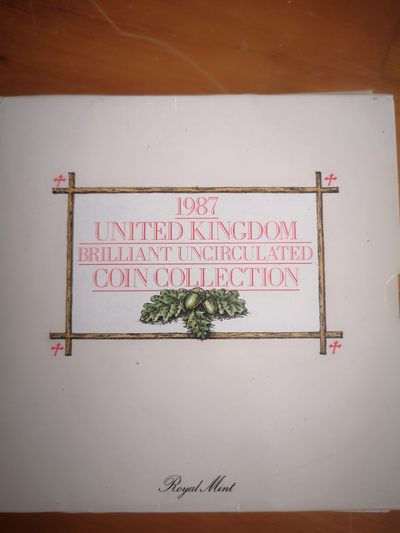 1987
UNITED KINGDOM
BRILLIANT UNCIRCULATED
COIN COLLECTION
Royal Mint